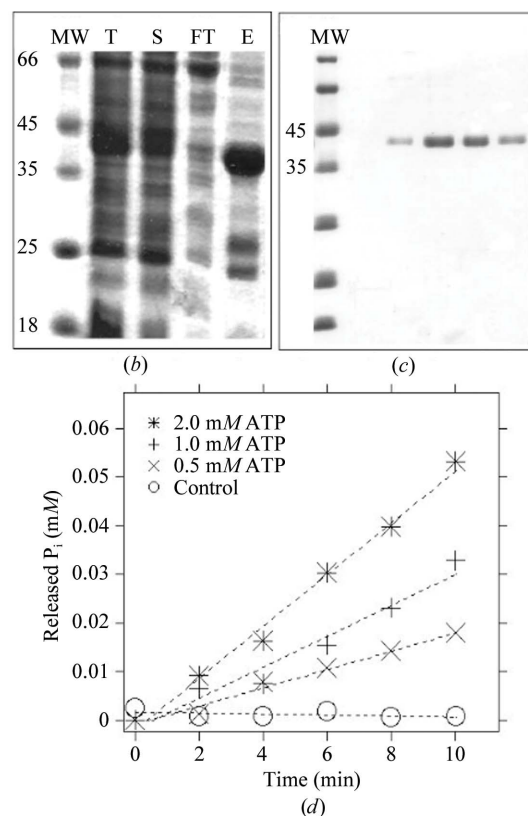 MW T S FT E
66
45
35
25
18
(b)
MW
45
35
(c)
0.06
0.05
0.04
0.03
0.02
0.01
0
Released Pi (mM)
2.0 mM ATP
1.0 mM ATP
0.5 mM ATP
Control
0 2 4 6 8 10
Time (min)
(d)